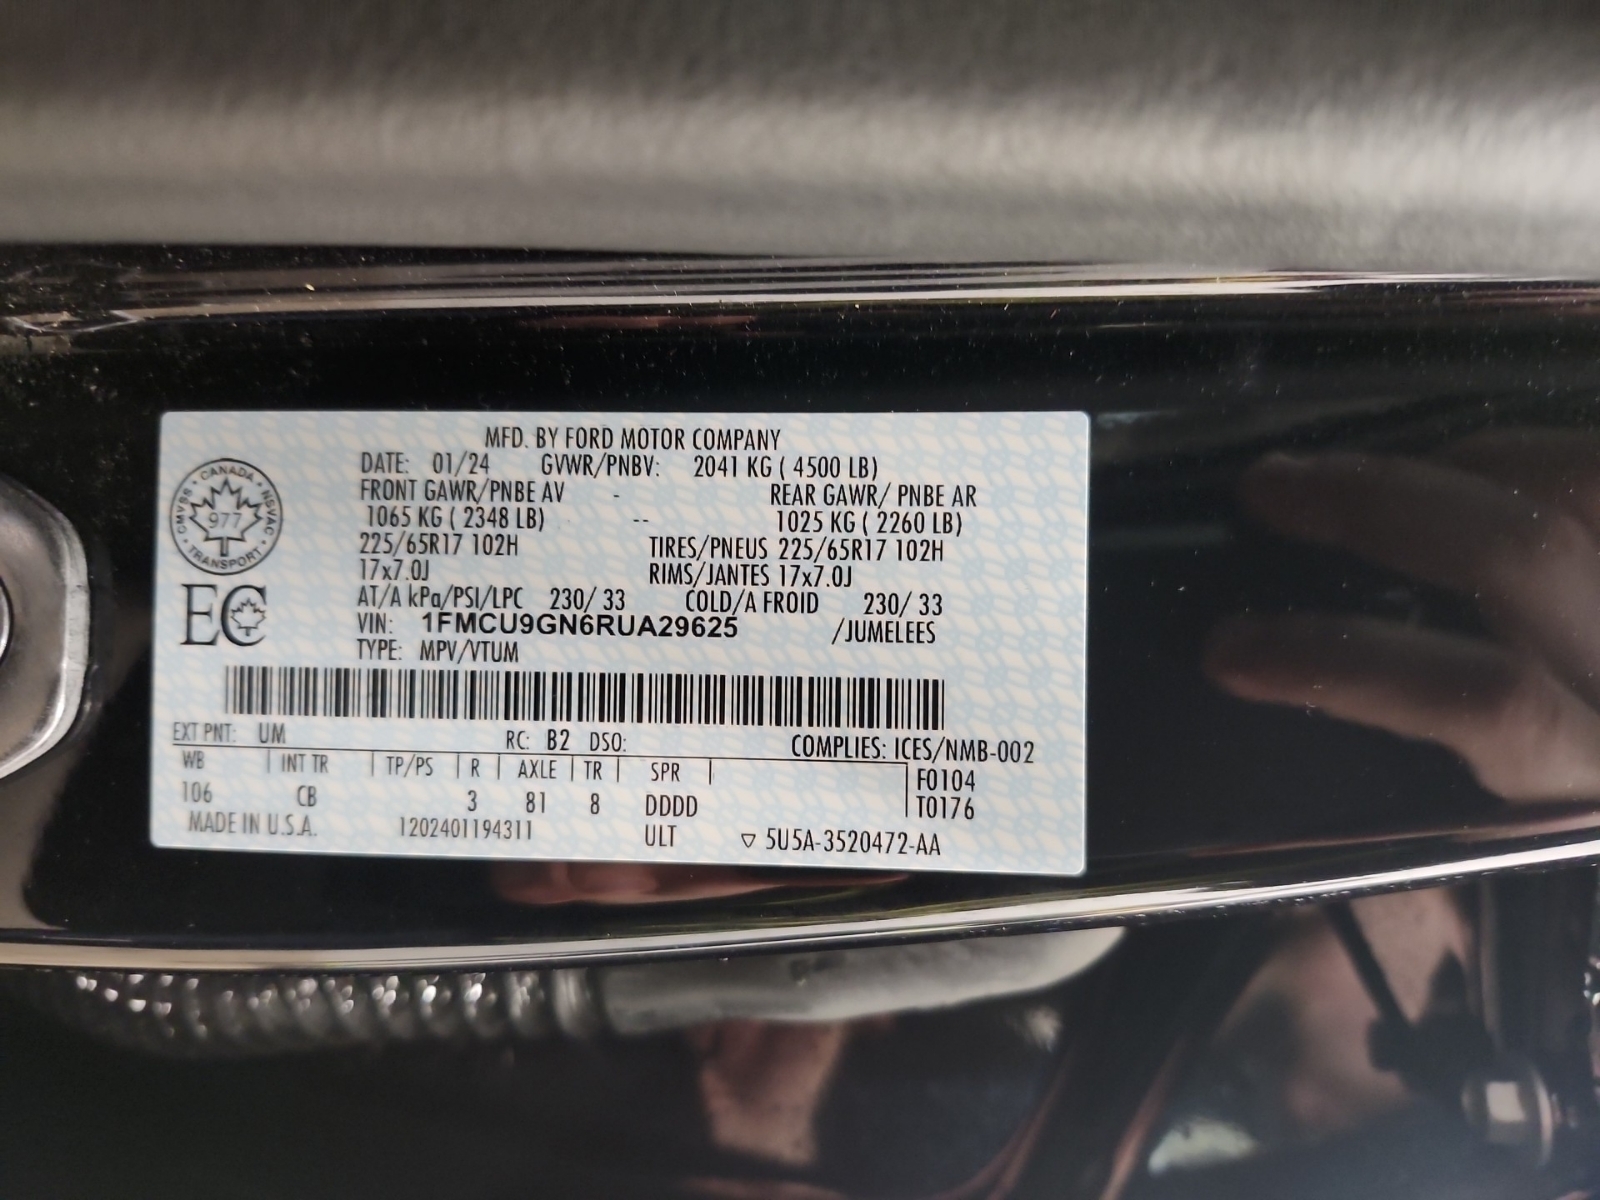 MFD. BY FORD MOTOR COMPANY
DATE: 01/24 GVWR/PNBV: 2041 KG ( 4500 LB)
FRONT GAWR/PNBE AV - REAR GAWR/ PNBE AR
1065 KG ( 2348 LB) -- 1025 KG ( 2260 LB)
225/65R17 102H TIRES/PNEUS 225/65R17 102H
17x7.0J RIMS/JANTES 17x7.0J
AT/A kPa/PSI/LPC 230/ 33 COLD/A FROID 230/ 33
VIN: 1FMCU9GN6RUA29625 /JUMELEES
TYPE: MPV/VTUM
CANADA
CMVSS NSVAC
977
TRANSPORT
EC
EXT PNT: UM RC: B2 DSO: COMPLIES: ICES/NMB-002
WB | INT TR | TP/PS | R | AXLE | TR | SPR | F0104
106 CB 3 81 8 DDDD T0176
MADE IN U.S.A. 1202401194311 ULT ▽ 5U5A-3520472-AA